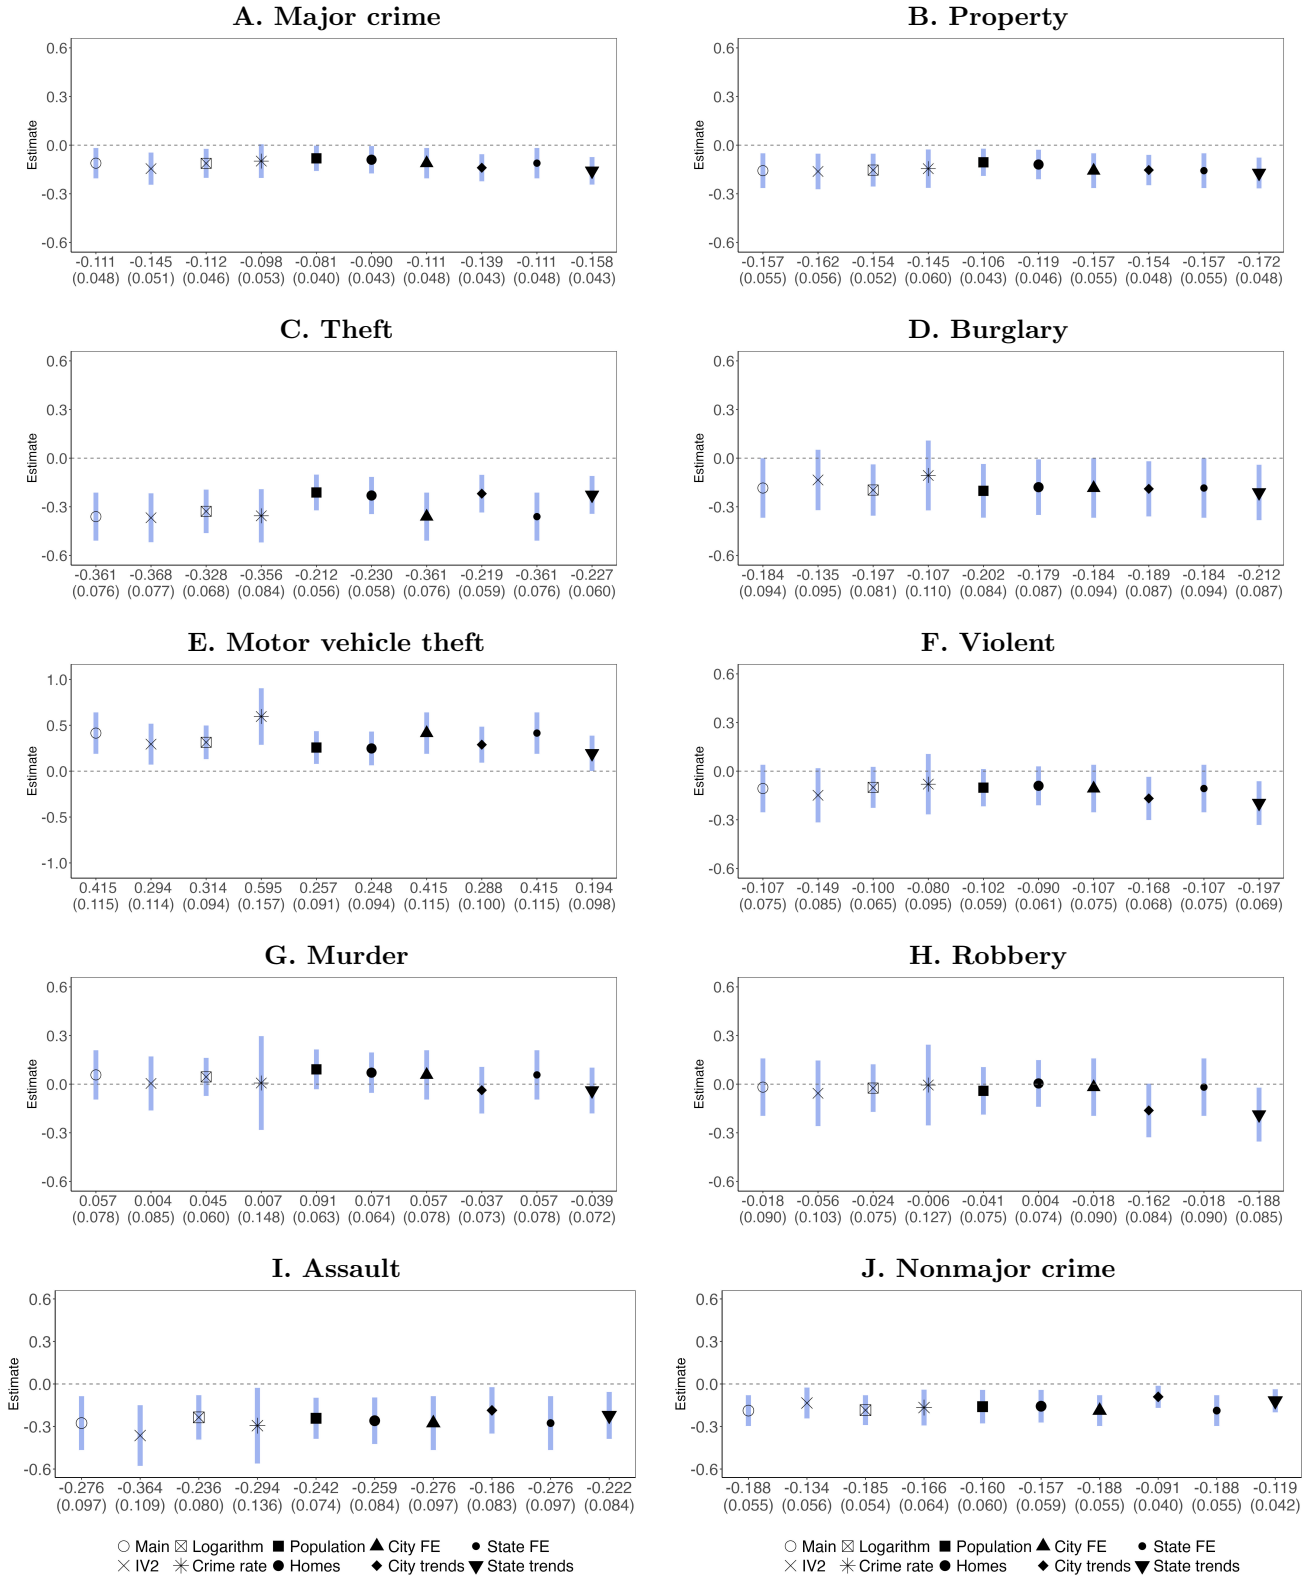 A. Major crime
0.6
0.3
0.0
-0.3
-0.6
Estimate
-0.111 -0.145 -0.112 -0.098 -0.081 -0.090 -0.111 -0.139 -0.111 -0.158
(0.048) (0.051) (0.046) (0.053) (0.040) (0.043) (0.048) (0.043) (0.048) (0.043)
B. Property
0.6
0.3
0.0
-0.3
-0.6
Estimate
-0.157 -0.162 -0.154 -0.145 -0.106 -0.119 -0.157 -0.154 -0.157 -0.172
(0.055) (0.056) (0.052) (0.060) (0.043) (0.046) (0.055) (0.048) (0.055) (0.048)
C. Theft
0.6
0.3
0.0
-0.3
-0.6
Estimate
-0.361 -0.368 -0.328 -0.356 -0.212 -0.230 -0.361 -0.219 -0.361 -0.227
(0.076) (0.077) (0.068) (0.084) (0.056) (0.058) (0.076) (0.059) (0.076) (0.060)
D. Burglary
0.6
0.3
0.0
-0.3
-0.6
Estimate
-0.184 -0.135 -0.197 -0.107 -0.202 -0.179 -0.184 -0.189 -0.184 -0.212
(0.094) (0.095) (0.081) (0.110) (0.084) (0.087) (0.094) (0.087) (0.094) (0.087)
E. Motor vehicle theft
1.0
0.5
0.0
-0.5
-1.0
Estimate
0.415 0.294 0.314 0.595 0.257 0.248 0.415 0.288 0.415 0.194
(0.115) (0.114) (0.094) (0.157) (0.091) (0.094) (0.115) (0.100) (0.115) (0.098)
F. Violent
0.6
0.3
0.0
-0.3
-0.6
Estimate
-0.107 -0.149 -0.100 -0.080 -0.102 -0.090 -0.107 -0.168 -0.107 -0.197
(0.075) (0.085) (0.065) (0.095) (0.059) (0.061) (0.075) (0.068) (0.075) (0.069)
G. Murder
0.6
0.3
0.0
-0.3
-0.6
Estimate
0.057 0.004 0.045 0.007 0.091 0.071 0.057 -0.037 0.057 -0.039
(0.078) (0.085) (0.060) (0.148) (0.063) (0.064) (0.078) (0.073) (0.078) (0.072)
H. Robbery
0.6
0.3
0.0
-0.3
-0.6
Estimate
-0.018 -0.056 -0.024 -0.006 -0.041 0.004 -0.018 -0.162 -0.018 -0.188
(0.090) (0.103) (0.075) (0.127) (0.075) (0.074) (0.090) (0.084) (0.090) (0.085)
I. Assault
0.6
0.3
0.0
-0.3
-0.6
Estimate
-0.276 -0.364 -0.236 -0.294 -0.242 -0.259 -0.276 -0.186 -0.276 -0.222
(0.097) (0.109) (0.080) (0.136) (0.074) (0.084) (0.097) (0.083) (0.097) (0.084)
J. Nonmajor crime
0.6
0.3
0.0
-0.3
-0.6
Estimate
-0.188 -0.134 -0.185 -0.166 -0.160 -0.157 -0.188 -0.091 -0.188 -0.119
(0.055) (0.056) (0.054) (0.064) (0.060) (0.059) (0.055) (0.040) (0.055) (0.042)
Main Logarithm Population City FE State FE
IV2 Crime rate Homes City trends State trends
Main Logarithm Population City FE State FE
IV2 Crime rate Homes City trends State trends